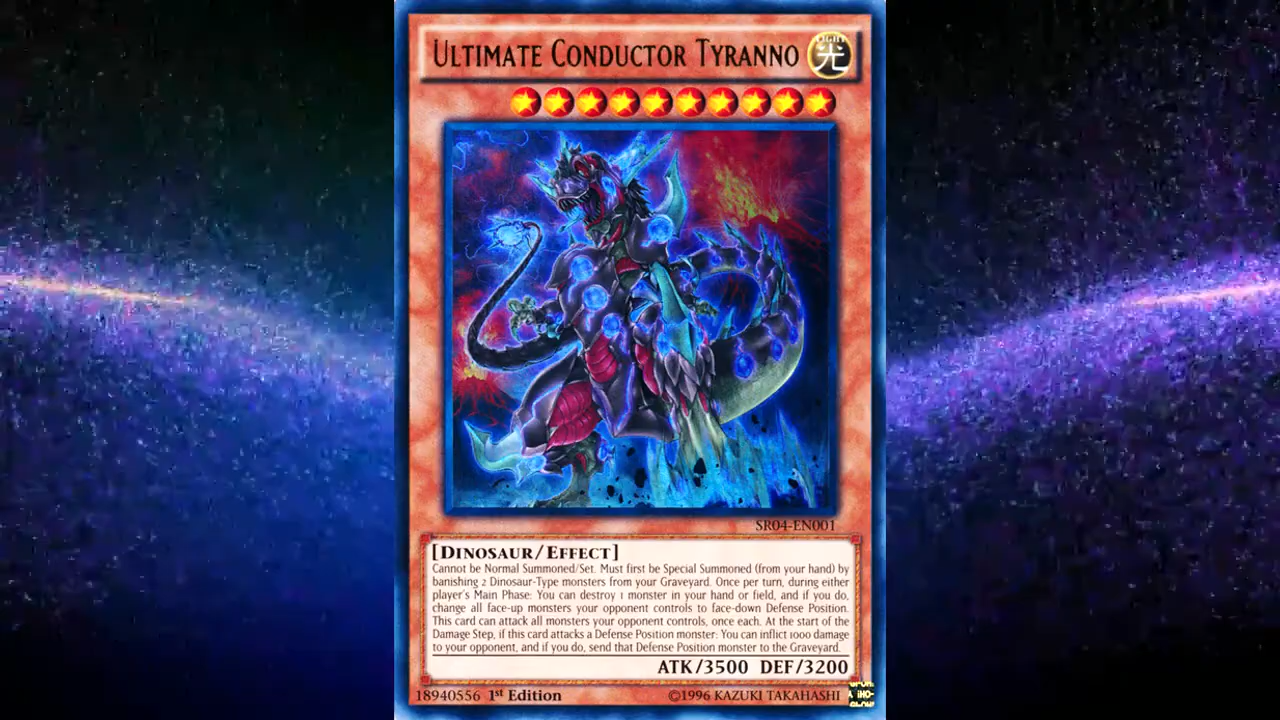 ULTIMATE CONDUCTOR TYRANNO
LIGHT
光
SR04-EN001
[DINOSAUR/EFFECT]
Cannot be Normal Summoned/Set. Must first be Special Summoned (from your hand) by
banishing 2 Dinosaur-Type monsters from your Graveyard. Once per turn, during either
player's Main Phase: You can destroy 1 monster in your hand or field, and if you do,
change all face-up monsters your opponent controls to face-down Defense Position.
This card can attack all monsters your opponent controls, once each. At the start of the
Damage Step, if this card attacks a Defense Position monster: You can inflict 1000 damage
to your opponent, and if you do, send that Defense Position monster to the Graveyard.
ATK/3500 DEF/3200
18940556 1st Edition ©1996 KAZUKI TAKAHASHI